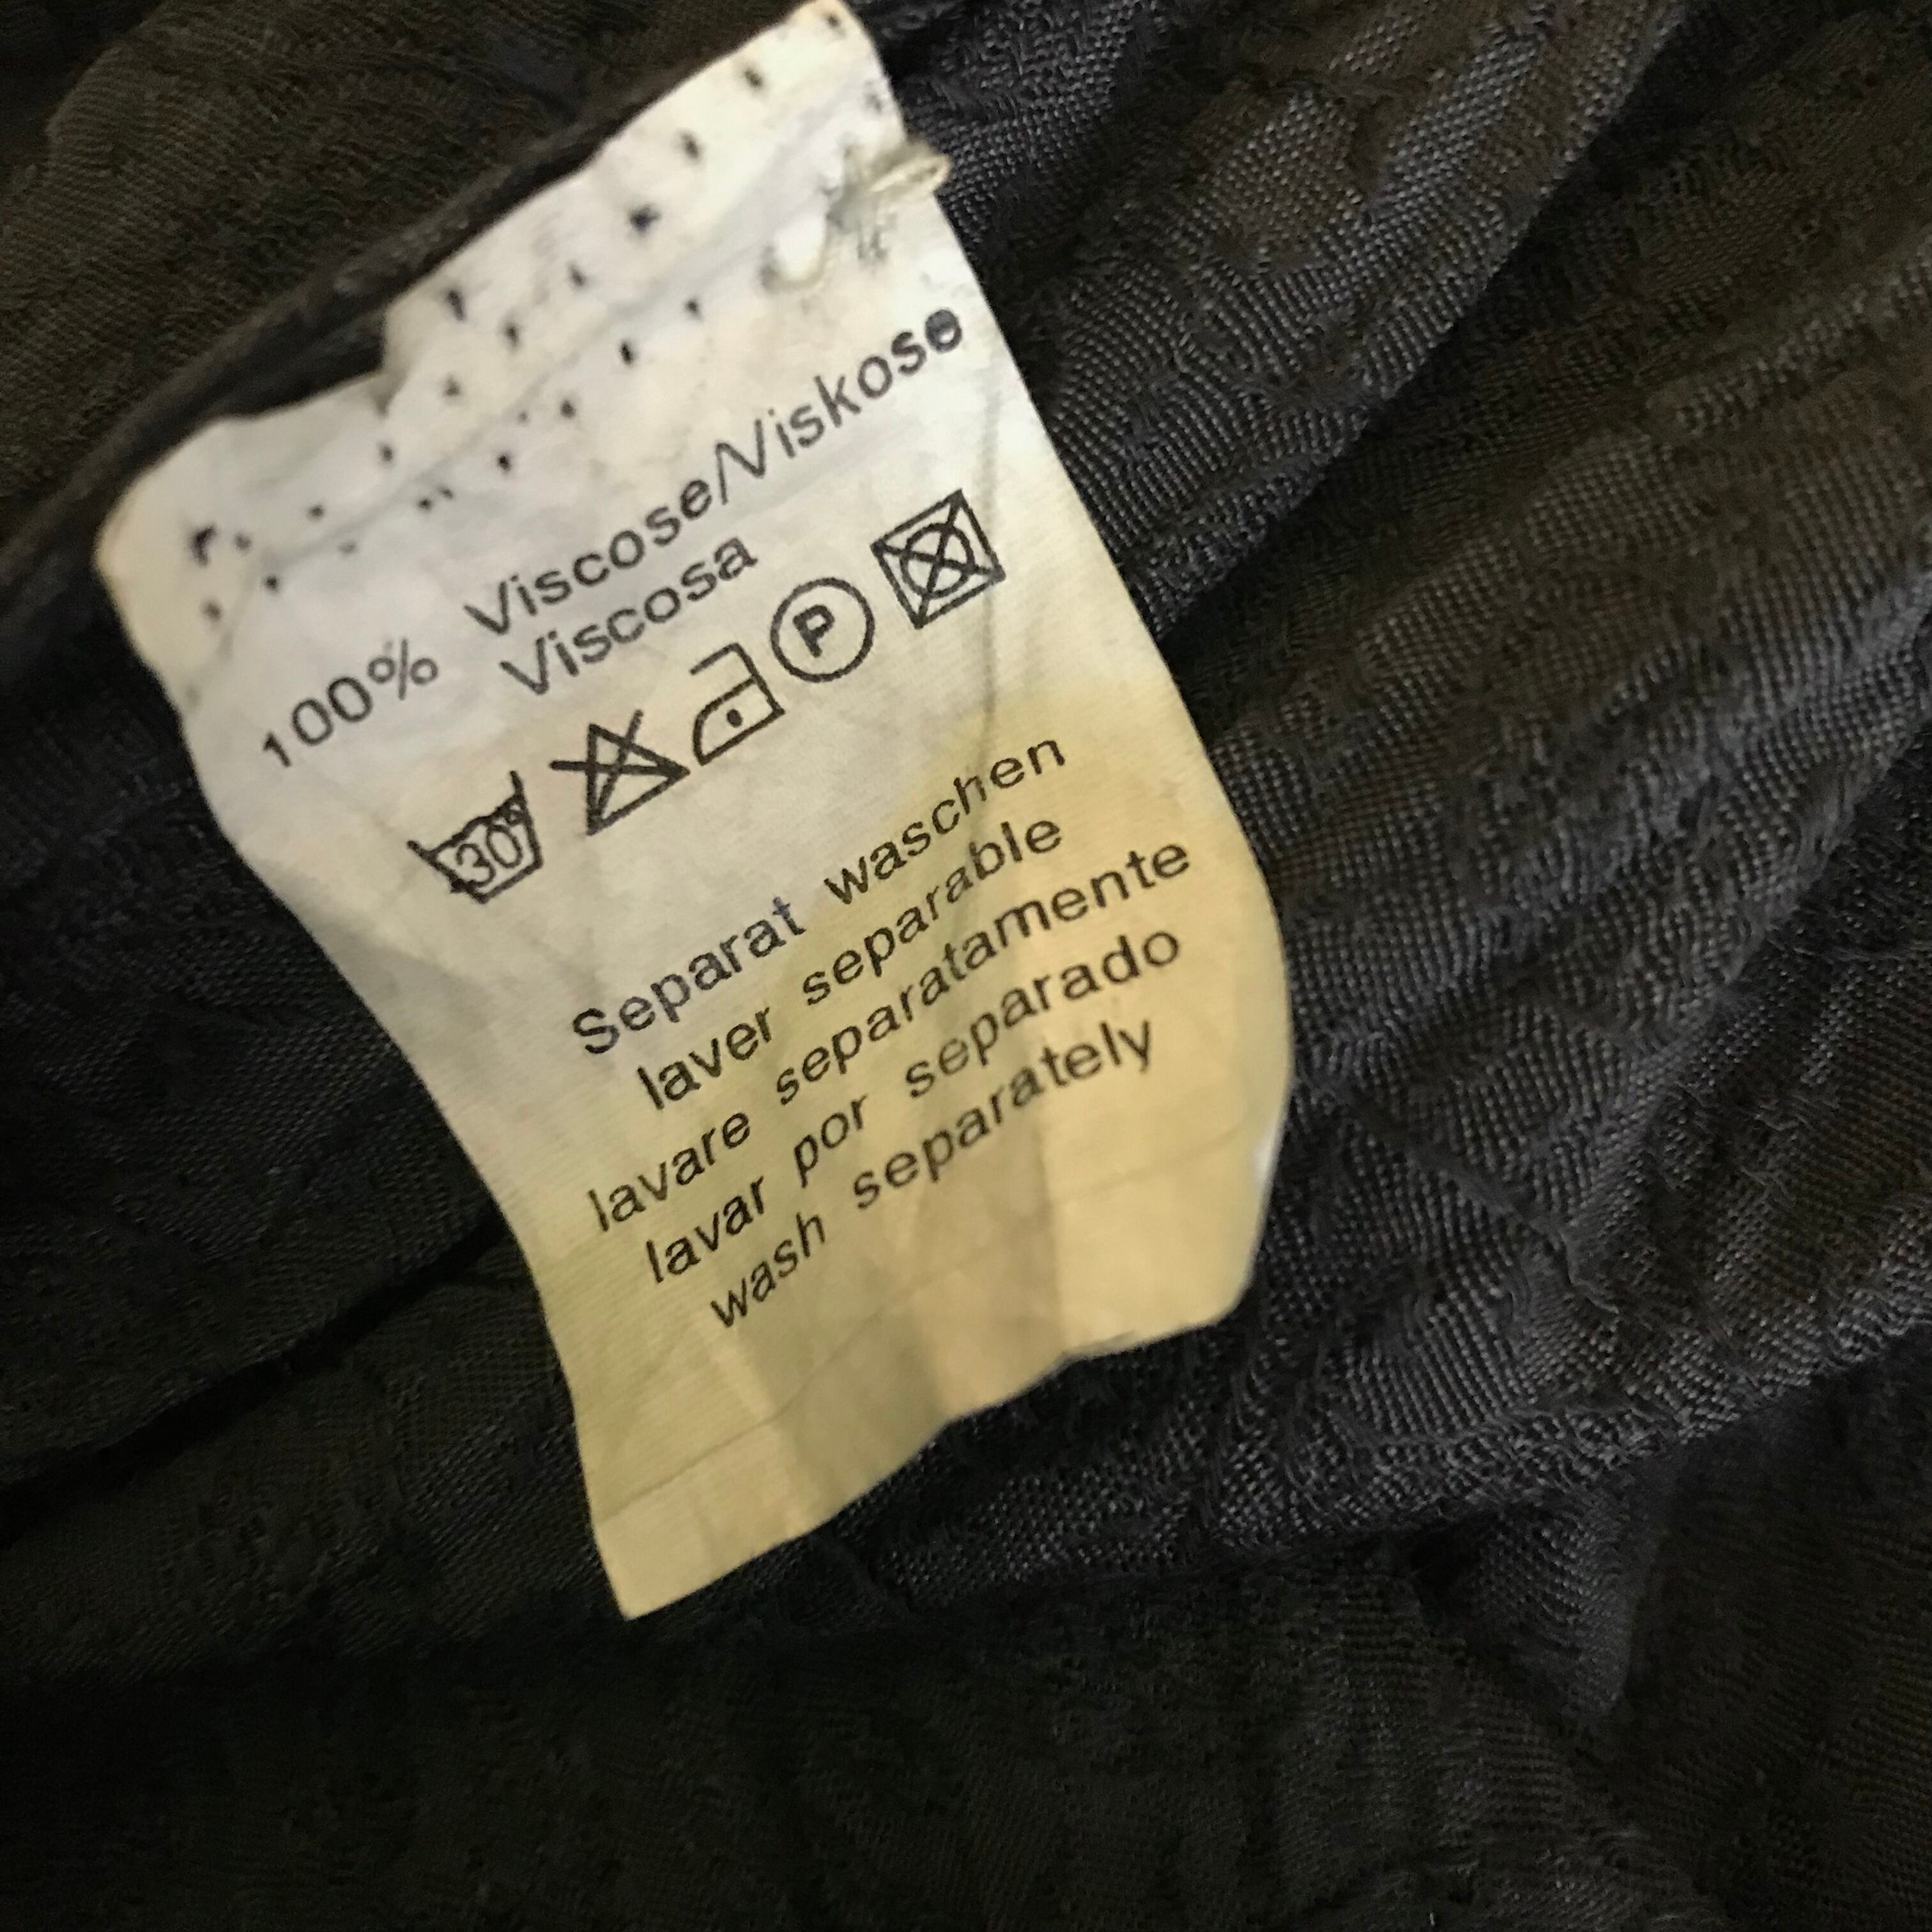 100% Viscose/Viskose
Viscosa
30° P
Separat waschen
laver separable
lavare separatamente
lavar por separado
wash separately